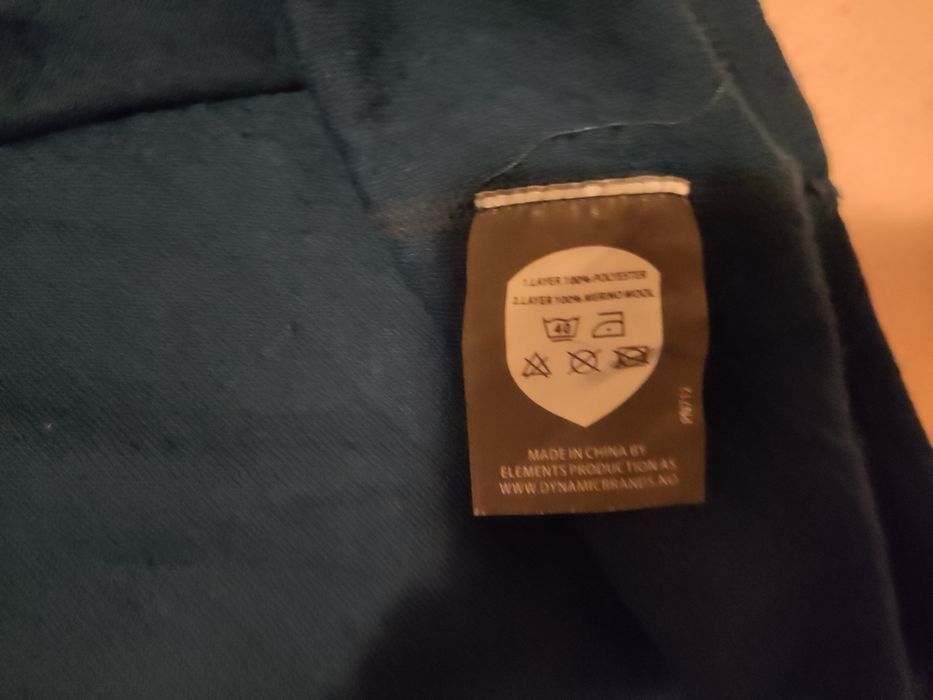 1.LAYER 100% POLYESTER
2.LAYER 100% MERINO WOOL
40
MADE IN CHINA BY
ELEMENTS PRODUCTION AS
WWW.DYNAMICBRANDS.NO